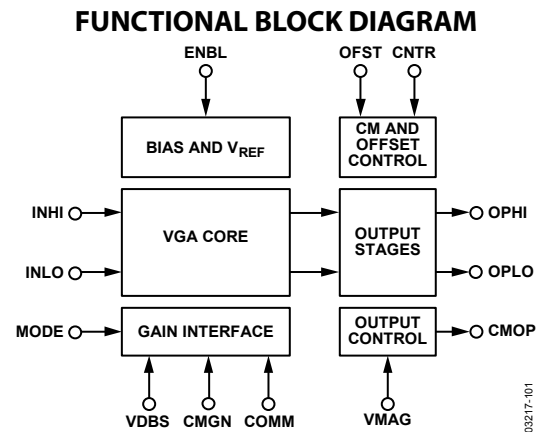 FUNCTIONAL BLOCK DIAGRAM
ENBL OFST CNTR
BIAS AND VREF
CM AND
OFFSET
CONTROL
INHI
INLO
VGA CORE
OUTPUT
STAGES
OPHI
OPLO
MODE
GAIN INTERFACE
OUTPUT
CONTROL
CMOP
VDBS CMGN COMM VMAG
03217-101